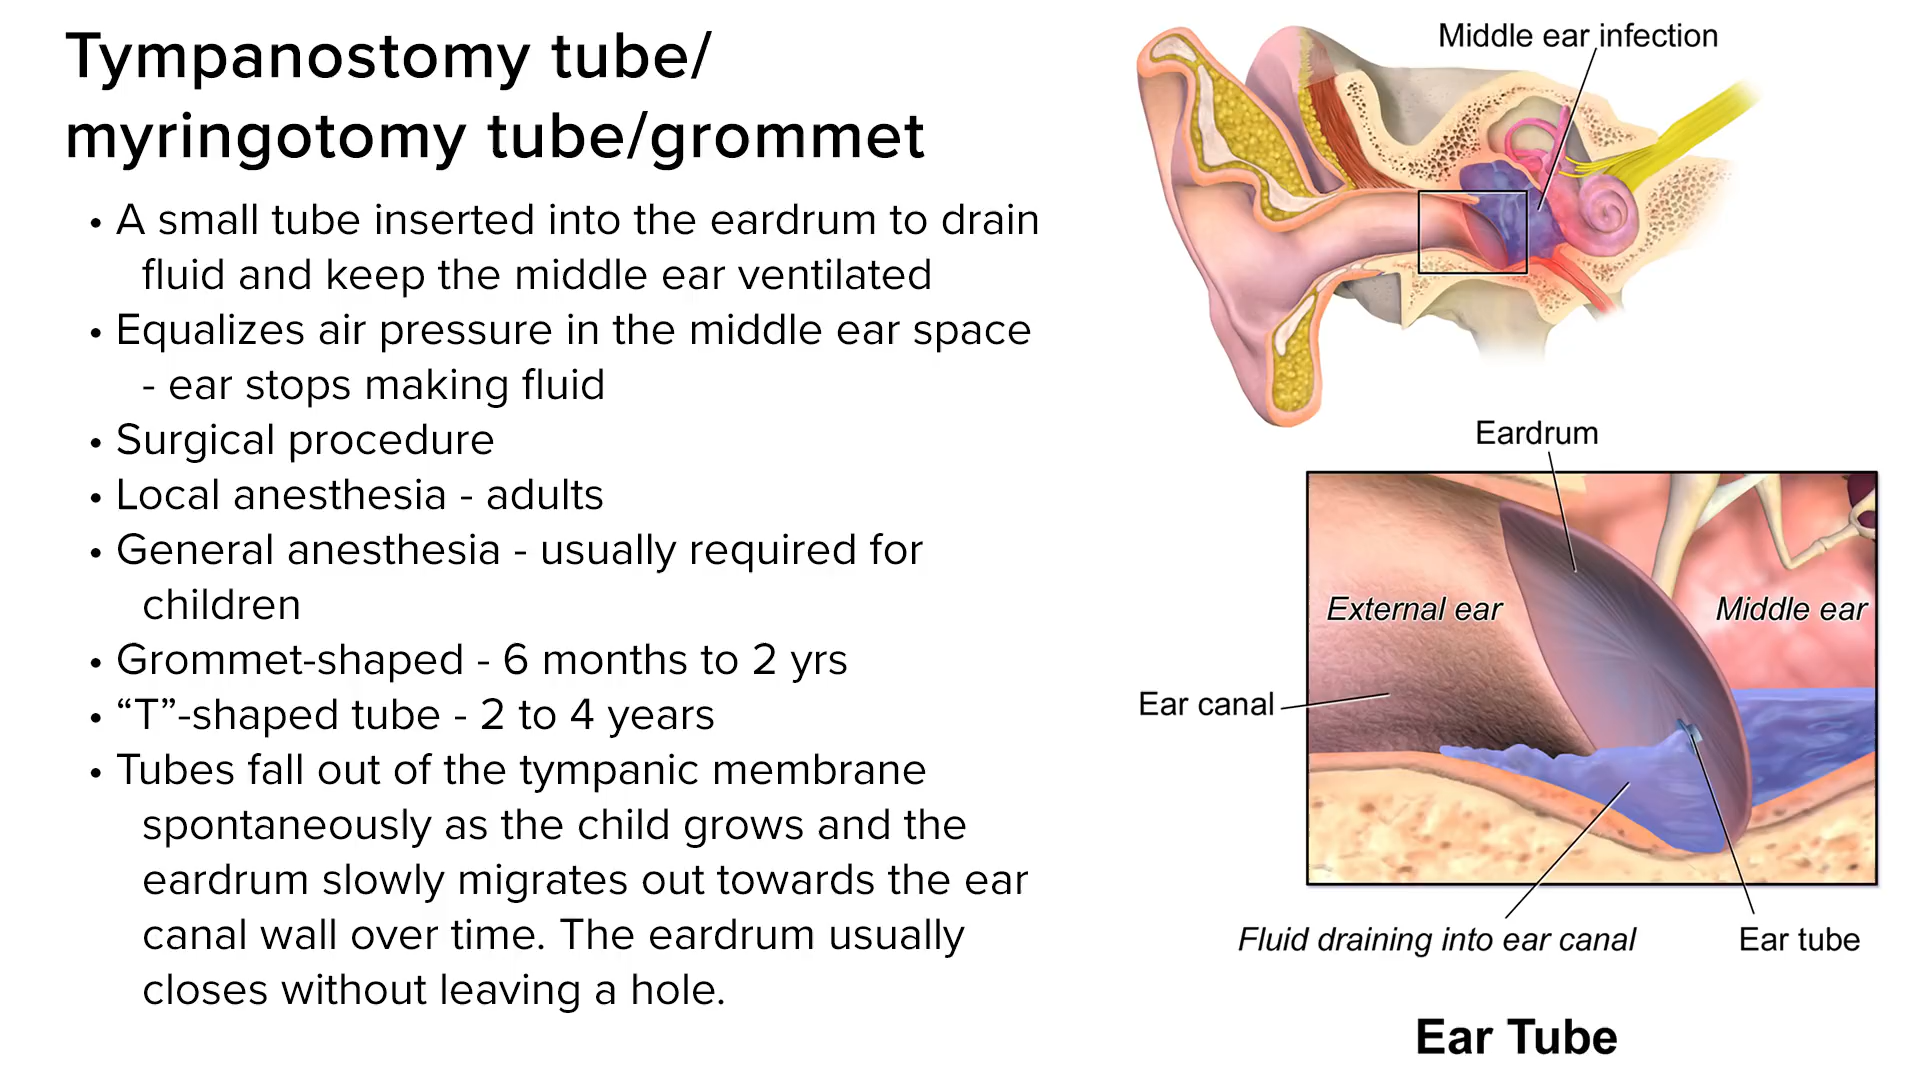 Tympanostomy tube/
myringotomy tube/grommet
• A small tube inserted into the eardrum to drain
fluid and keep the middle ear ventilated
• Equalizes air pressure in the middle ear space
- ear stops making fluid
• Surgical procedure
• Local anesthesia - adults
• General anesthesia - usually required for
children
• Grommet-shaped - 6 months to 2 yrs
• “T”-shaped tube - 2 to 4 years
• Tubes fall out of the tympanic membrane
spontaneously as the child grows and the
eardrum slowly migrates out towards the ear
canal wall over time. The eardrum usually
closes without leaving a hole.
Middle ear infection
Eardrum
External ear
Middle ear
Ear canal
Fluid draining into ear canal
Ear tube
Ear Tube